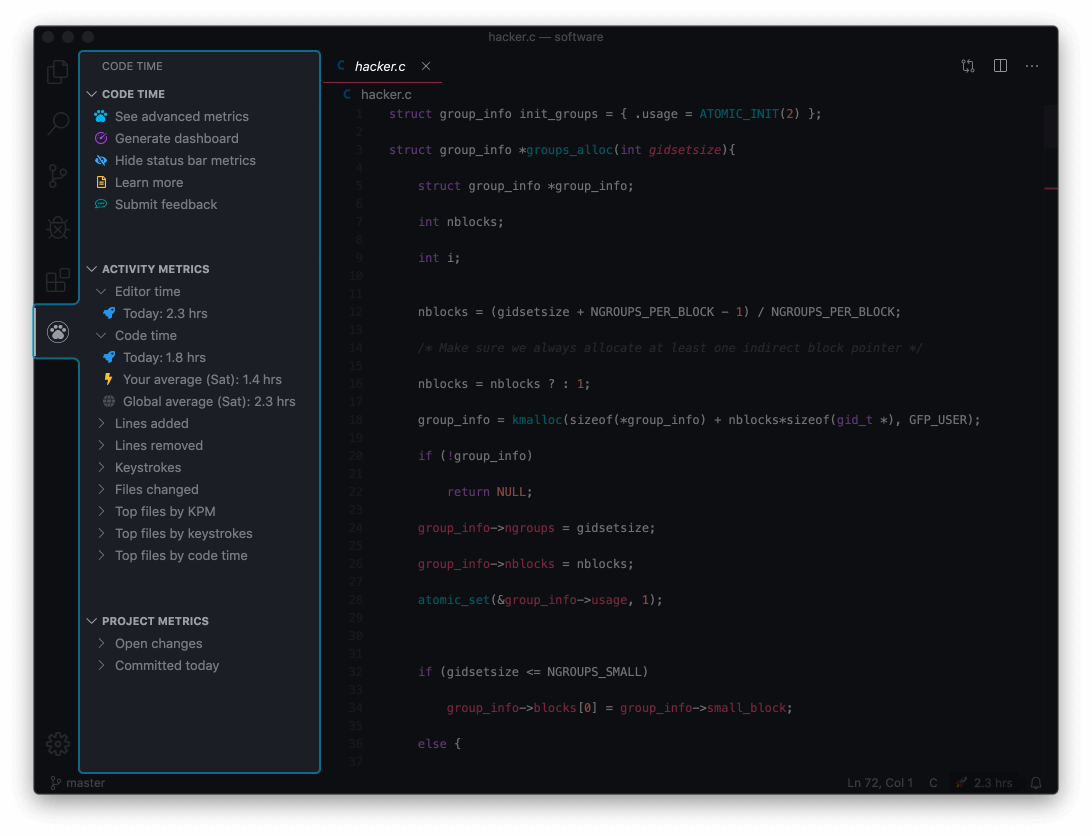 hacker.c — software
CODE TIME
CODE TIME
See advanced metrics
Generate dashboard
Hide status bar metrics
Learn more
Submit feedback
ACTIVITY METRICS
Editor time
Today: 2.3 hrs
Code time
Today: 1.8 hrs
Your average (Sat): 1.4 hrs
Global average (Sat): 2.3 hrs
Lines added
Lines removed
Keystrokes
Files changed
Top files by KPM
Top files by keystrokes
Top files by code time
PROJECT METRICS
Open changes
Committed today
C hacker.c
C hacker.c
1 struct group_info init_groups = { .usage = ATOMIC_INIT(2) };
2
3 struct group_info *groups_alloc(int gidsetsize){
4
5 struct group_info *group_info;
6
7 int nblocks;
8
9 int i;
10
11
12 nblocks = (gidsetsize + NGROUPS_PER_BLOCK - 1) / NGROUPS_PER_BLOCK;
13
14 /* Make sure we always allocate at least one indirect block pointer */
15
16 nblocks = nblocks ? : 1;
17
18 group_info = kmalloc(sizeof(*group_info) + nblocks*sizeof(gid_t *), GFP_USER);
19
20 if (!group_info)
21
22 return NULL;
23
24 group_info->ngroups = gidsetsize;
25
26 group_info->nblocks = nblocks;
27
28 atomic_set(&group_info->usage, 1);
29
30
31
32 if (gidsetsize <= NGROUPS_SMALL)
33
34 group_info->blocks[0] = group_info->small_block;
35
36 else {
37
master
Ln 72, Col 1 C 2.3 hrs